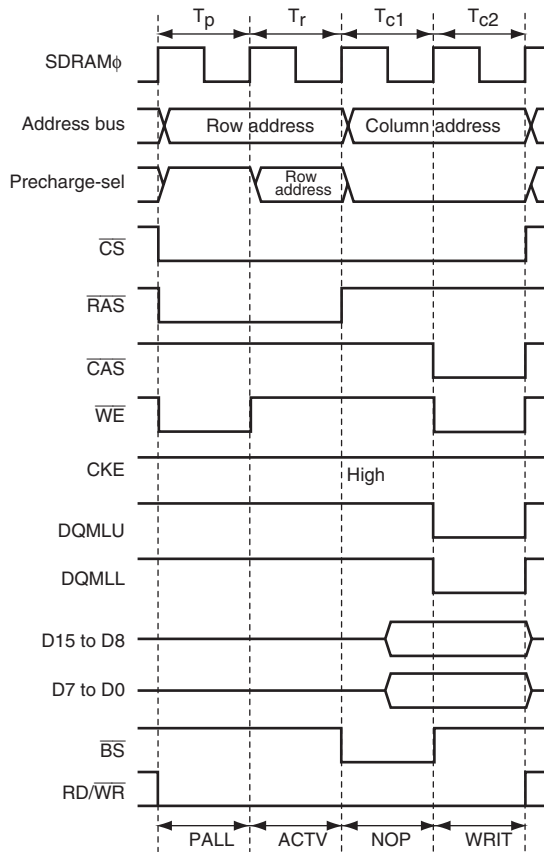 Tp Tr Tc1 Tc2
SDRAMϕ
Address bus Row address Column address
Precharge-sel Row address
CS
RAS
CAS
WE
CKE
High
DQMLU
DQMLL
D15 to D8
D7 to D0
BS
RD/WR
PALL ACTV NOP WRIT